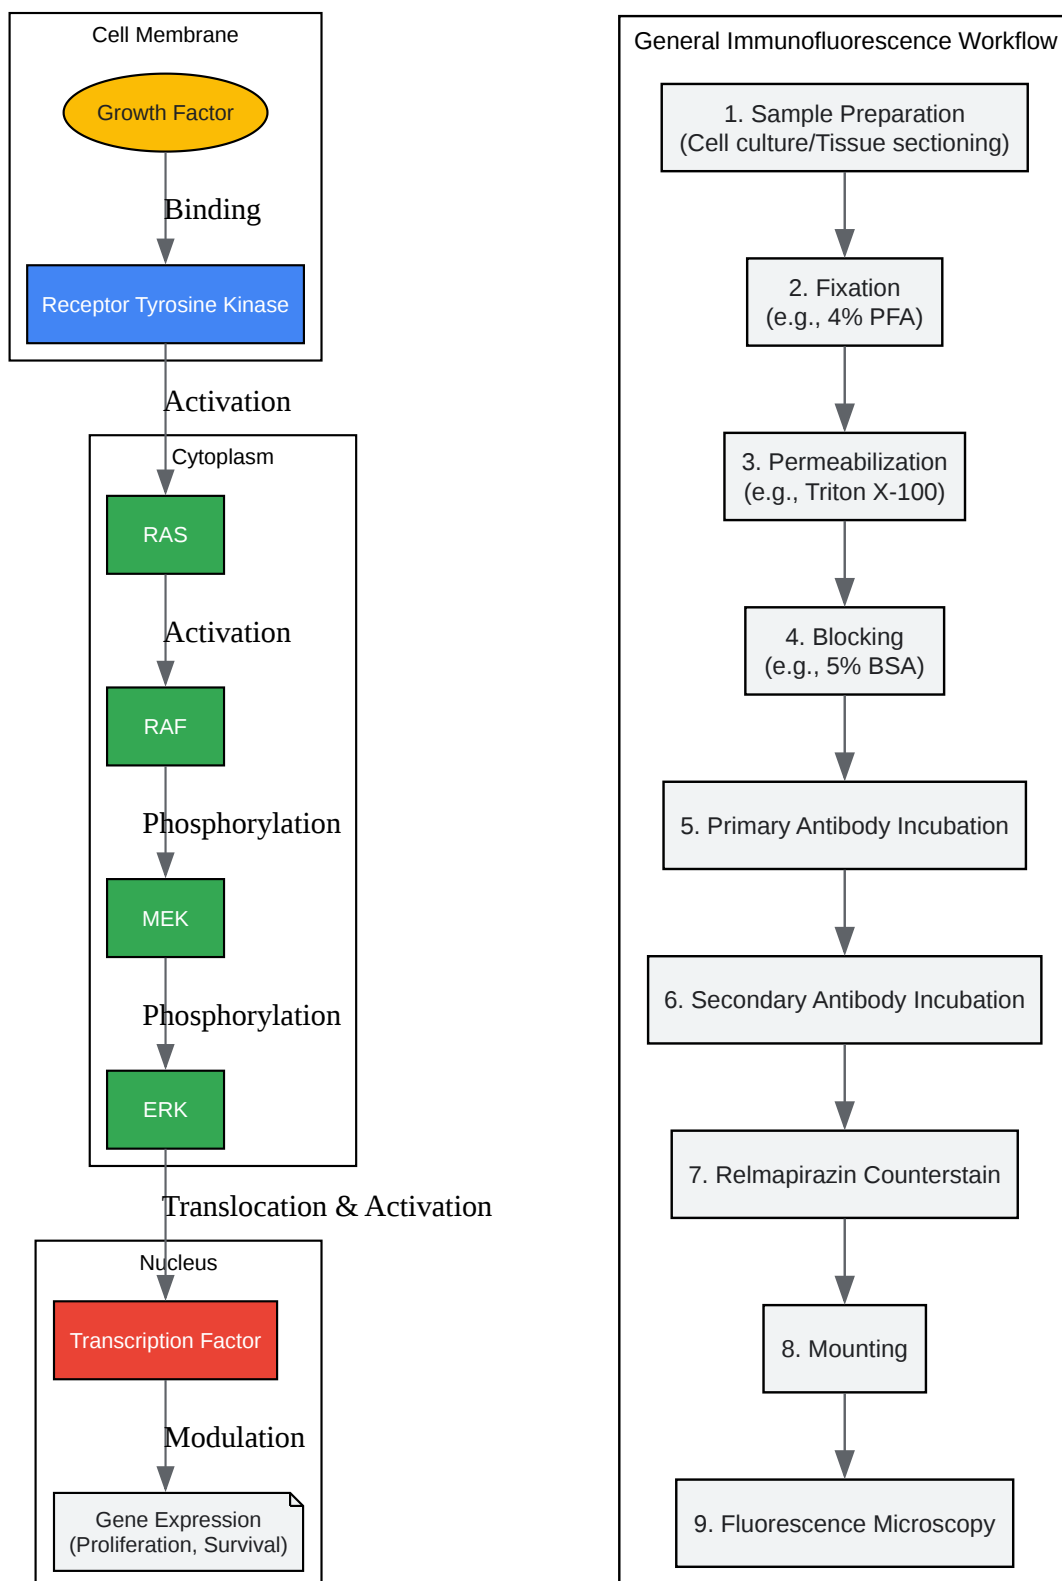 Cell Membrane
Growth Factor
Binding
Receptor Tyrosine Kinase
Activation
Cytoplasm
RAS
Activation
RAF
Phosphorylation
MEK
Phosphorylation
ERK
Translocation & Activation
Nucleus
Transcription Factor
Modulation
Gene Expression
(Proliferation, Survival)
General Immunofluorescence Workflow
1. Sample Preparation
(Cell culture/Tissue sectioning)
2. Fixation
(e.g., 4% PFA)
3. Permeabilization
(e.g., Triton X-100)
4. Blocking
(e.g., 5% BSA)
5. Primary Antibody Incubation
6. Secondary Antibody Incubation
7. Relmapirazin Counterstain
8. Mounting
9. Fluorescence Microscopy